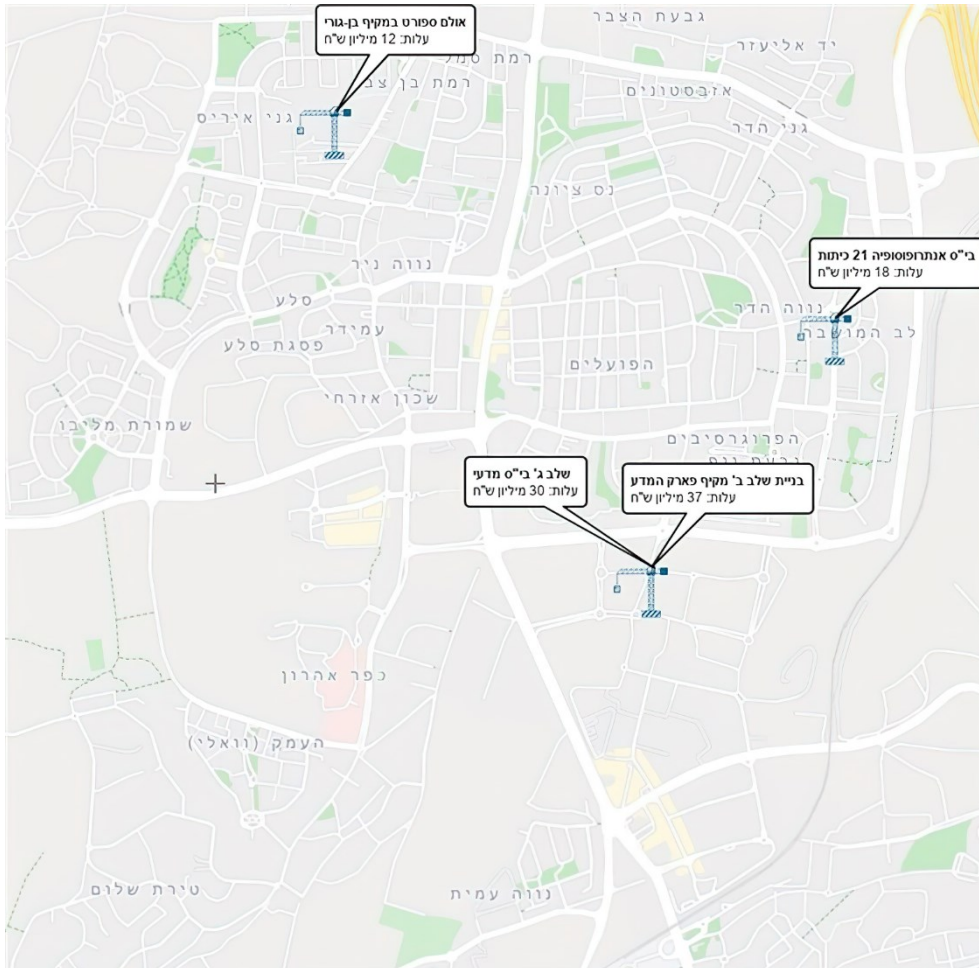 אולם ספורט במקיף בן-גורי
עלות: 12 מיליון ש"ח
גבעת הצבר
יד אליעזר
רמת סמל
רמת בן צב
אזבסטונים
גני איריס
גני הדר
נס ציונה
בי"ס אנתרופוסופיה 21 כיתות
עלות: 18 מיליון ש"ח
נווה ניר
סלע
נווה הדר
לב המושבה
עמידר
פסגת סלע
הפועלים
שכון אזרחי
שמורת מליבו
הפרוגרסיבים
שלב ג' בי"ס מדעי
עלות: 30 מיליון ש"ח
בניית שלב ב' מקיף פארק המדע
עלות: 37 מיליון ש"ח
כפר אהרון
העמק (וואלי)
טירת שלום
נווה עמית